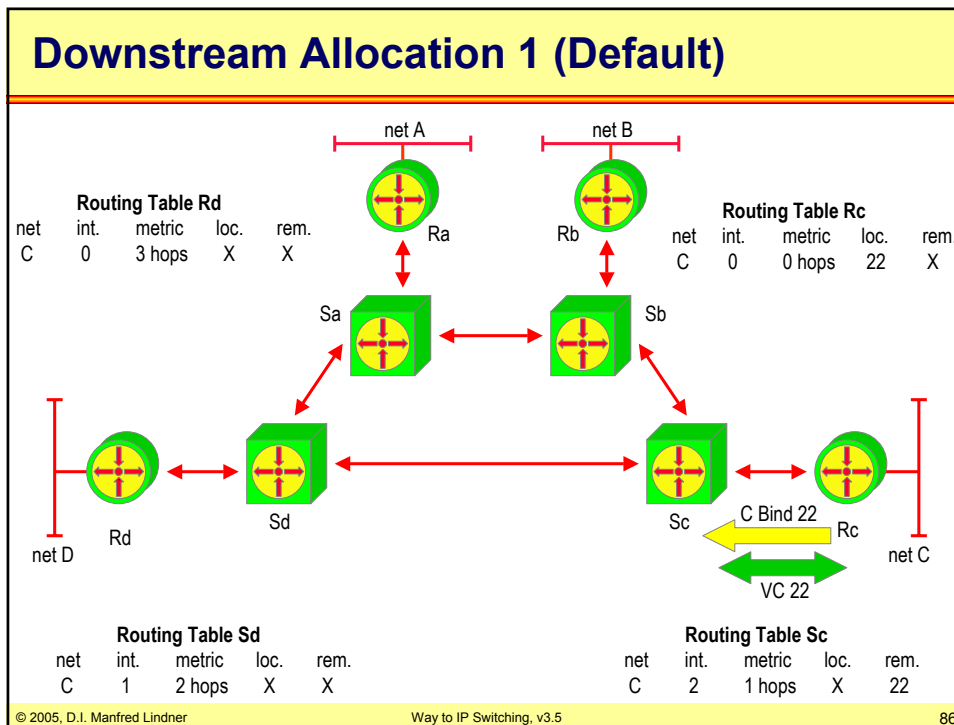 Downstream Allocation 1 (Default)
net A
net B
Routing Table Rd
net int. metric loc. rem.
C 0 3 hops X X
Ra
Rb
Routing Table Rc
net int. metric loc. rem.
C 0 0 hops 22 X
Sa
Sb
Sd
Sc
Rd
Rc
net D
net C
C Bind 22
VC 22
Routing Table Sd
net int. metric loc. rem.
C 1 2 hops X X
Routing Table Sc
net int. metric loc. rem.
C 2 1 hops X 22
© 2005, D.I. Manfred Lindner
Way to IP Switching, v3.5
86